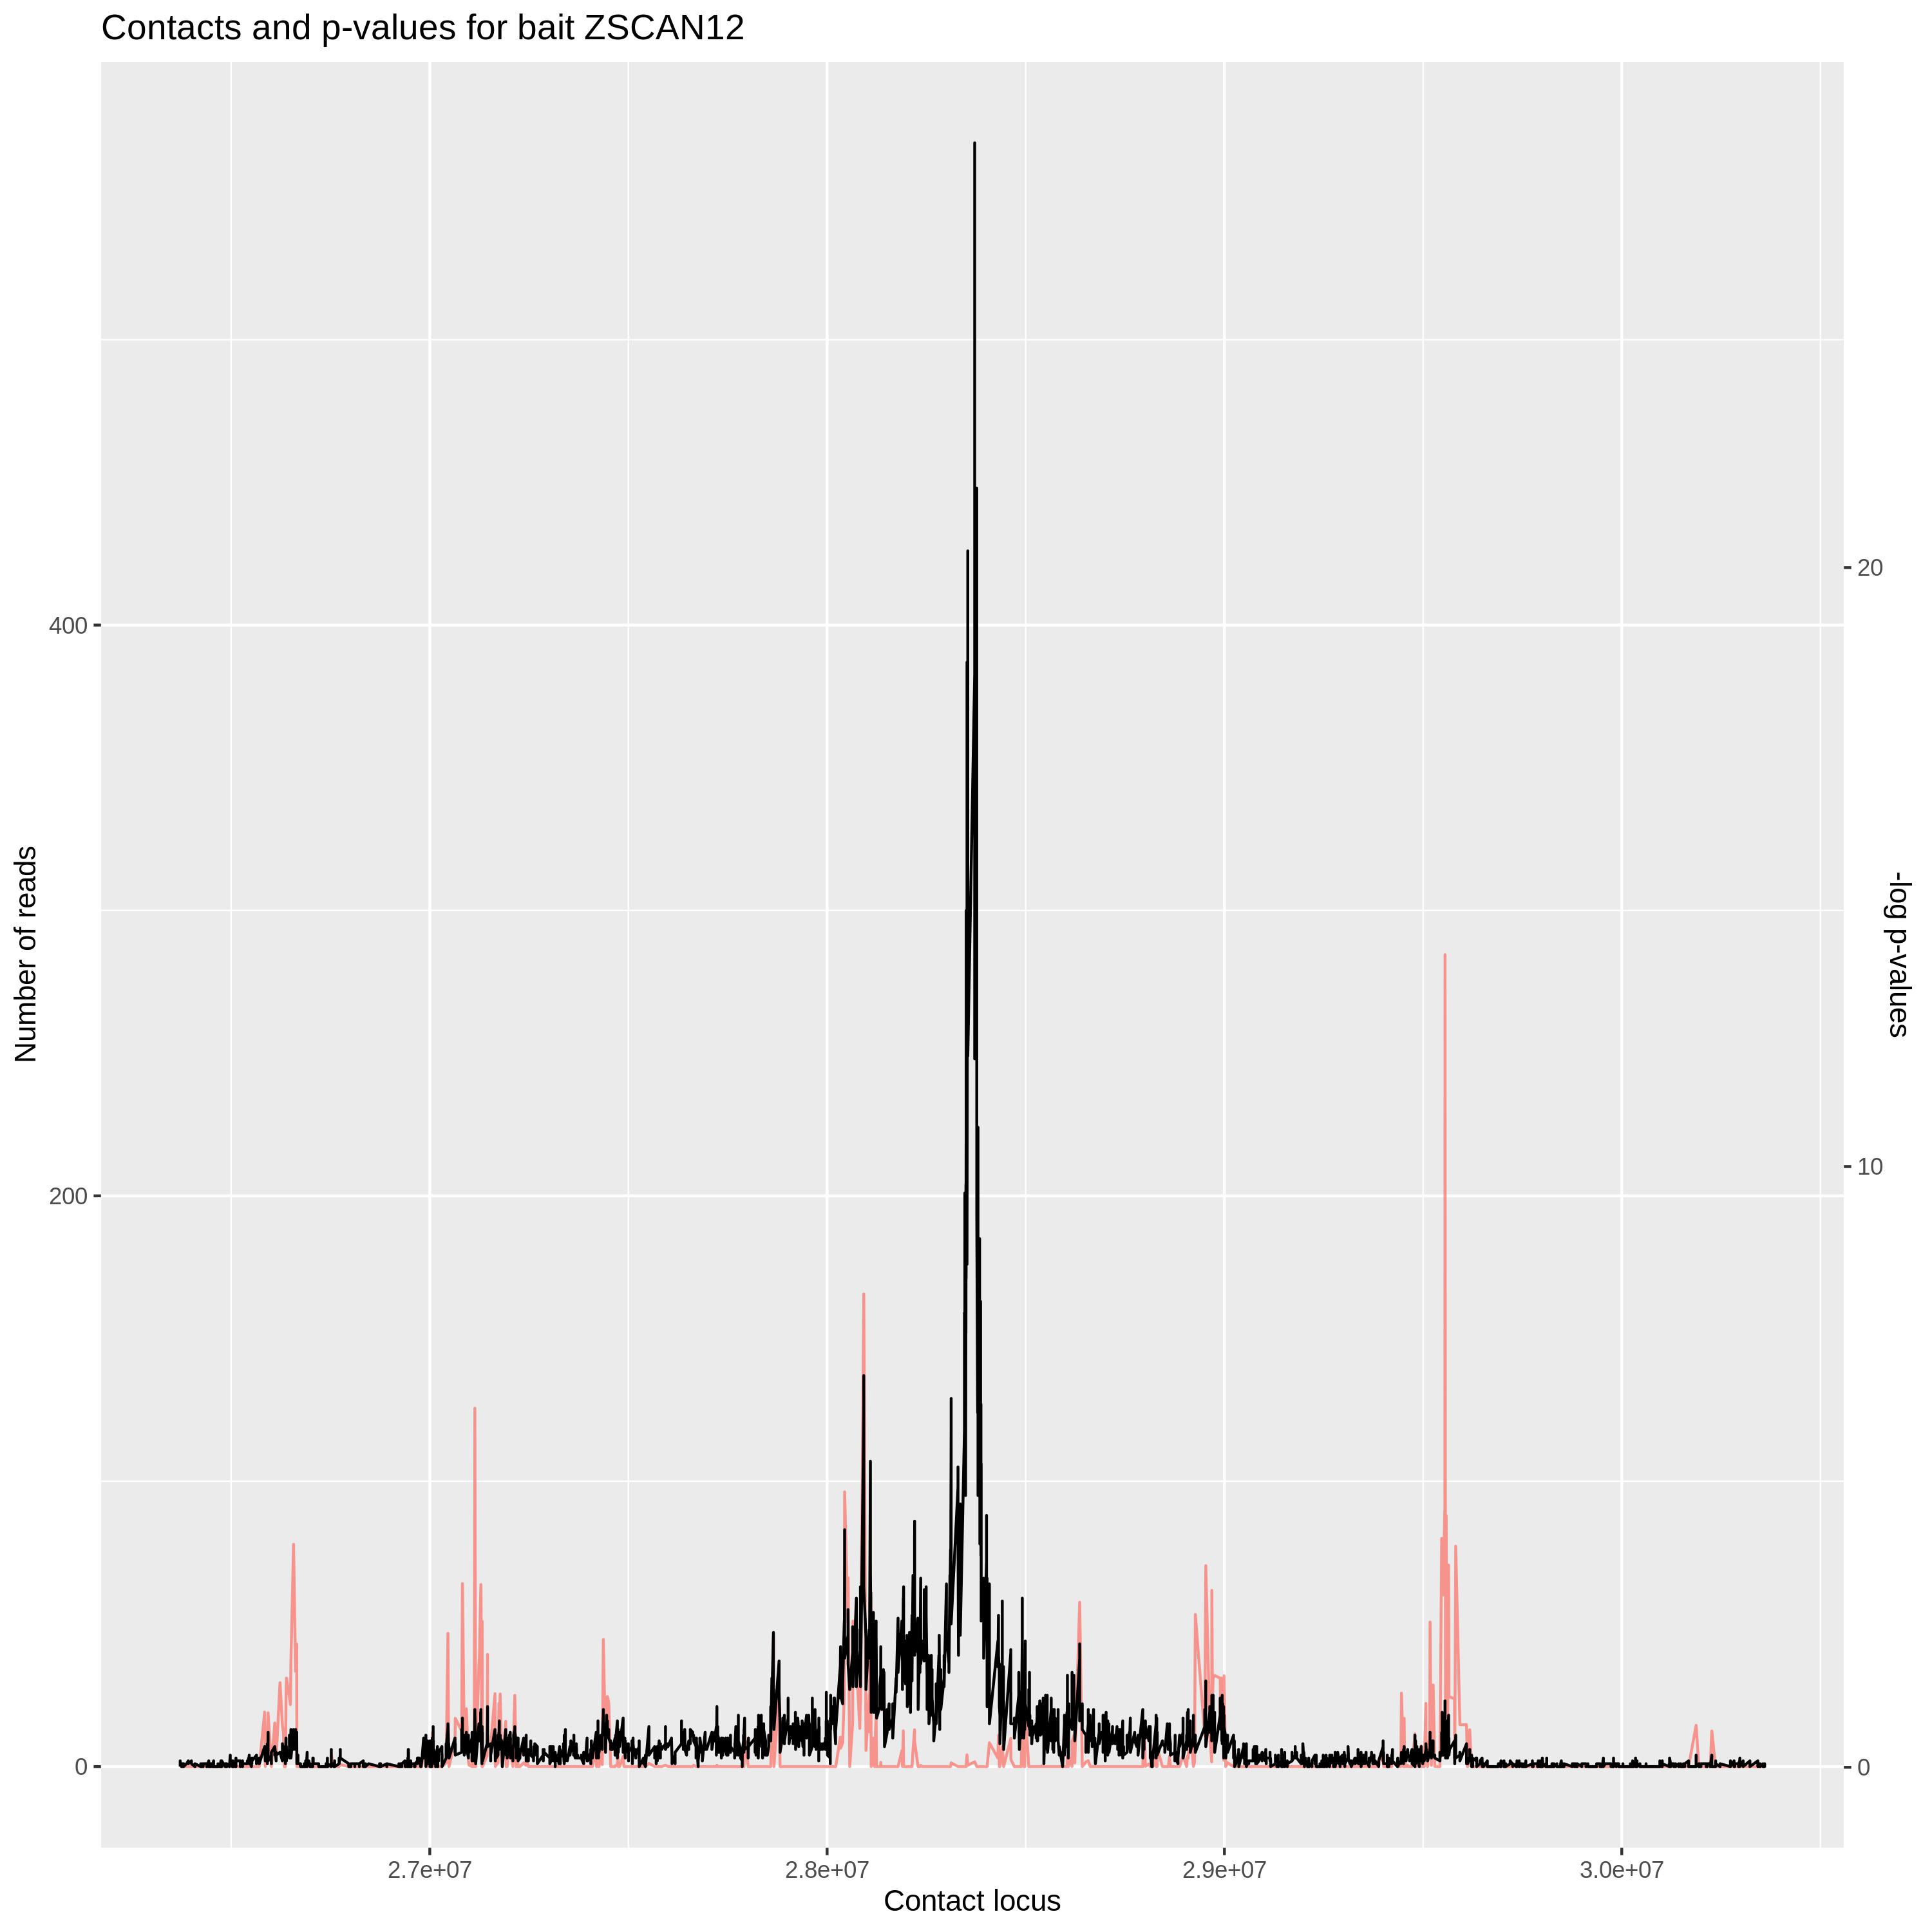 Contacts and p-values for bait ZSCAN12
Number of reads
400
200
0
20
10
0
-log p-values
2.7e+07 2.8e+07 2.9e+07 3.0e+07
Contact locus